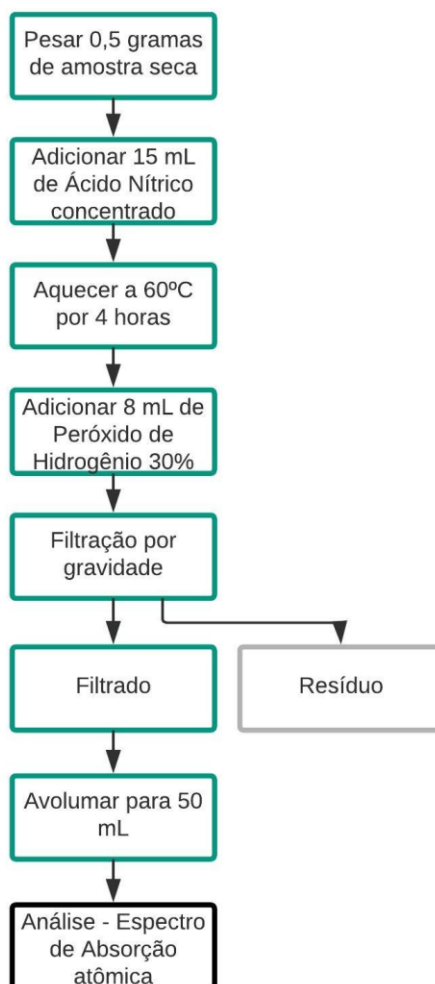 Pesar 0,5 gramas
de amostra seca
Adicionar 15 mL
de Ácido Nítrico
concentrado
Aquecer a 60ºC
por 4 horas
Adicionar 8 mL de
Peróxido de
Hidrogênio 30%
Filtração por
gravidade
Filtrado
Resíduo
Avolumar para 50
mL
Análise - Espectro
de Absorção
atômica